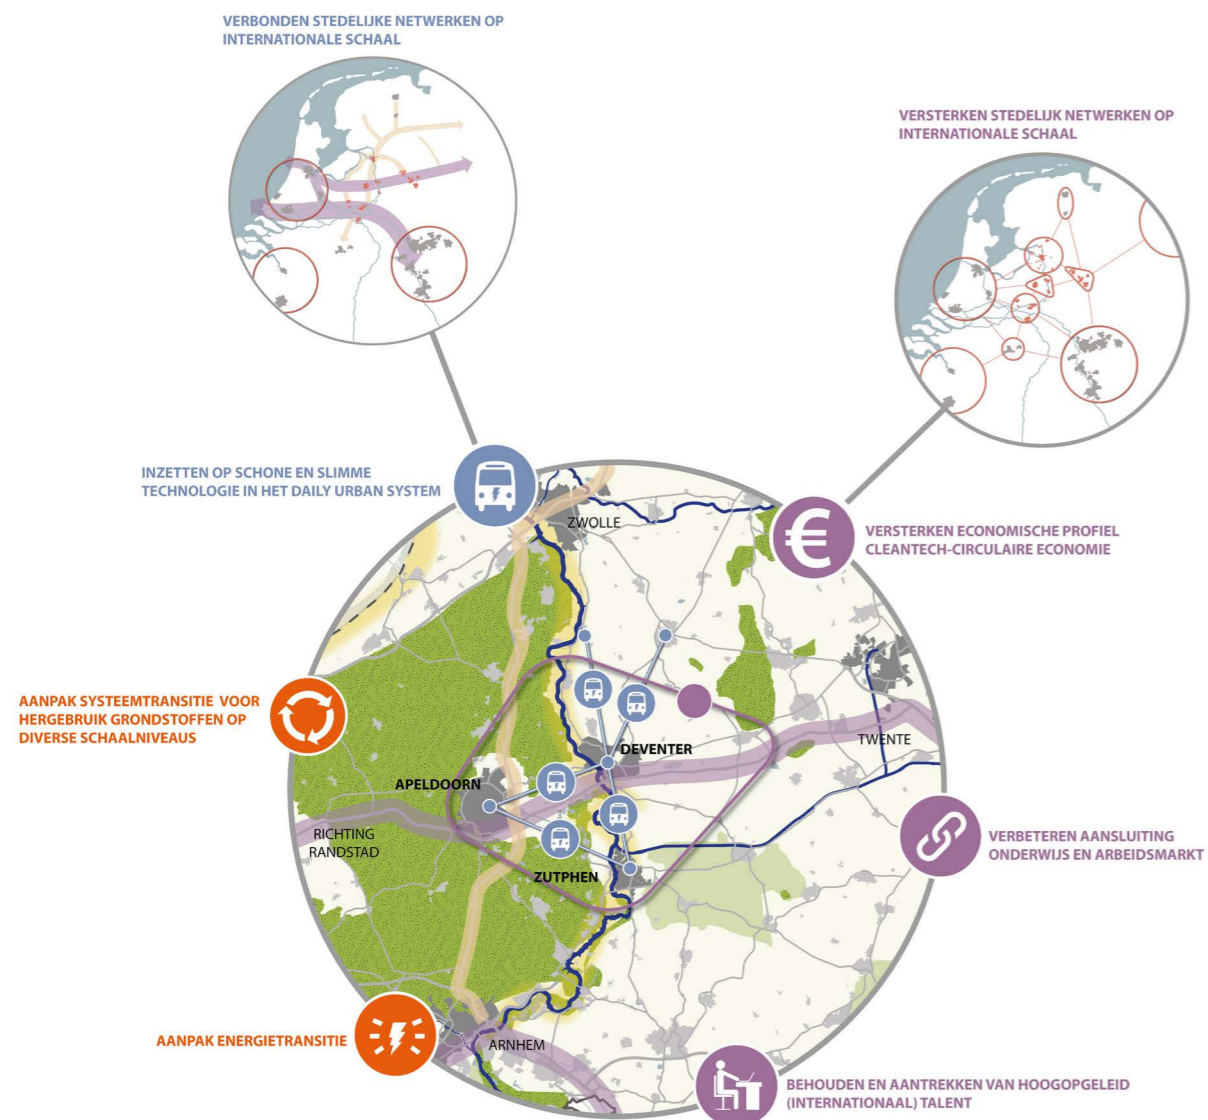 VERBONDEN STEDELIJKE NETWERKEN OP
INTERNATIONALE SCHAAL
VERSTERKEN STEDELIJK NETWERKEN OP
INTERNATIONALE SCHAAL
INZETTEN OP SCHONE EN SLIMME
TECHNOLOGIE IN HET DAILY URBAN SYSTEM
ZWOLLE
€
VERSTERKEN ECONOMISCHE PROFIEL
CLEANTECH-CIRCULAIRE ECONOMIE
AANPAK SYSTEEMTRANSITIE VOOR
HERGEBRUIK GRONDSTOFFEN OP
DIVERSE SCHAALNIVEAUS
TWENTE
DEVENTER
APELDOORN
RICHTING
RANDSTAD
VERBETEREN AANSLUITING
ONDERWIJS EN ARBEIDSMARKT
ZUTPHEN
AANPAK ENERGIETRANSITIE
ARNHEM
BEHOUDEN EN AANTREKKEN VAN HOOGOPGELEID
(INTERNATIONAAL) TALENT